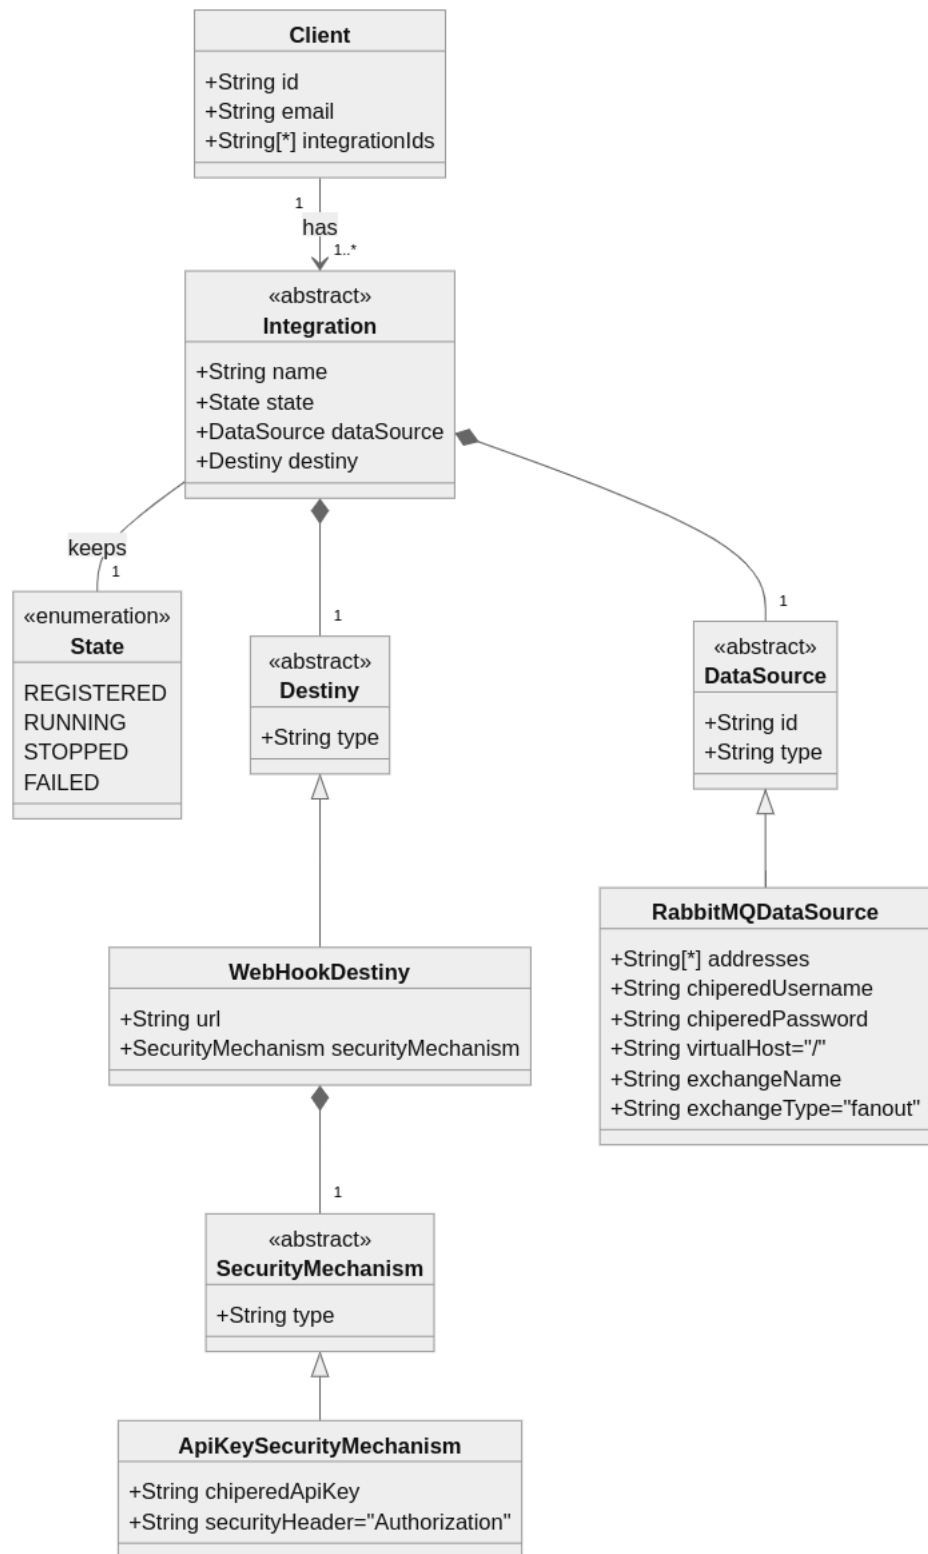 Client
+String id
+String email
+String[*] integrationIds
1
has
1..*
«abstract»
Integration
+String name
+State state
+DataSource dataSource
+Destiny destiny
keeps
1
«enumeration»
State
REGISTERED
RUNNING
STOPPED
FAILED
1
«abstract»
Destiny
+String type
1
«abstract»
DataSource
+String id
+String type
RabbitMQDataSource
+String[*] addresses
+String chiperedUsername
+String chiperedPassword
+String virtualHost="/"
+String exchangeName
+String exchangeType="fanout"
WebHookDestiny
+String url
+SecurityMechanism securityMechanism
1
«abstract»
SecurityMechanism
+String type
ApiKeySecurityMechanism
+String chiperedApiKey
+String securityHeader="Authorization"